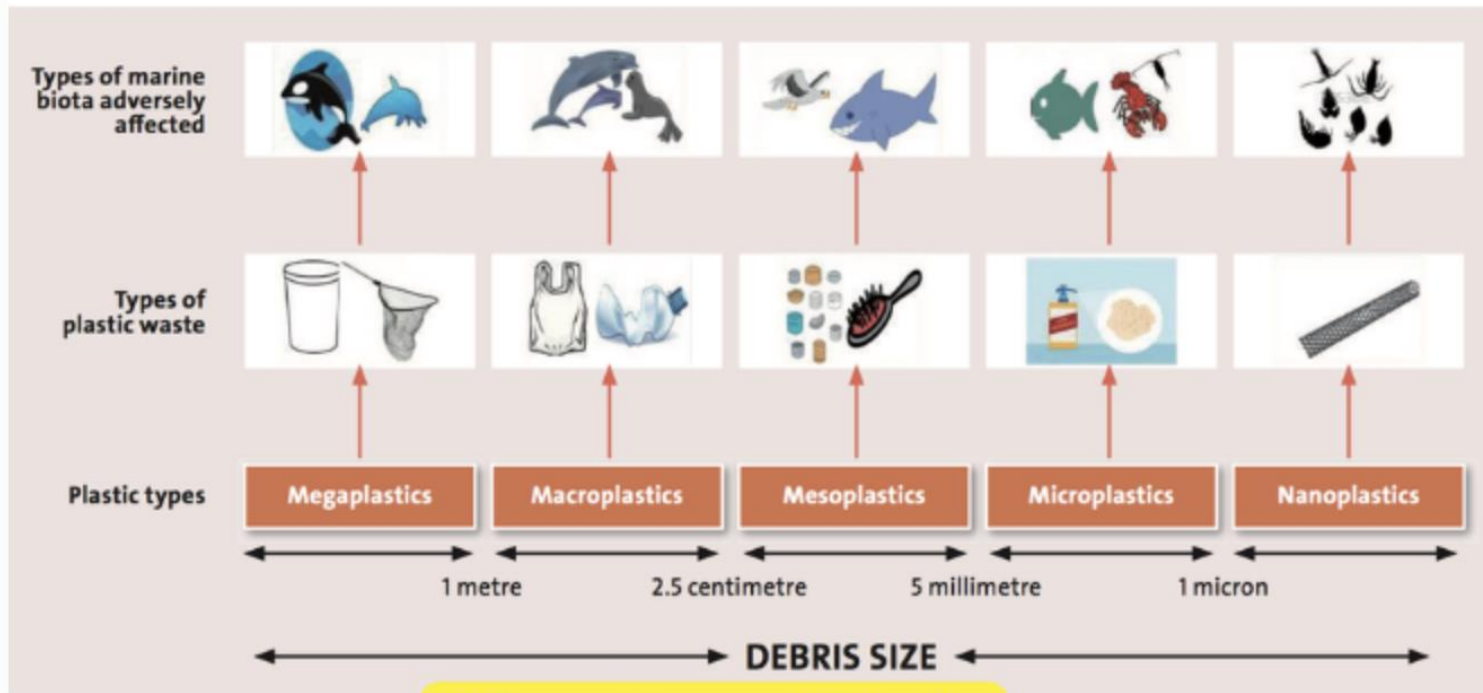 Types of marine
biota adversely
affected
Types of
plastic waste
Plastic types
Megaplastics
Macroplastics
Mesoplastics
Microplastics
Nanoplastics
1 metre
2.5 centimetre
5 millimetre
1 micron
DEBRIS SIZE